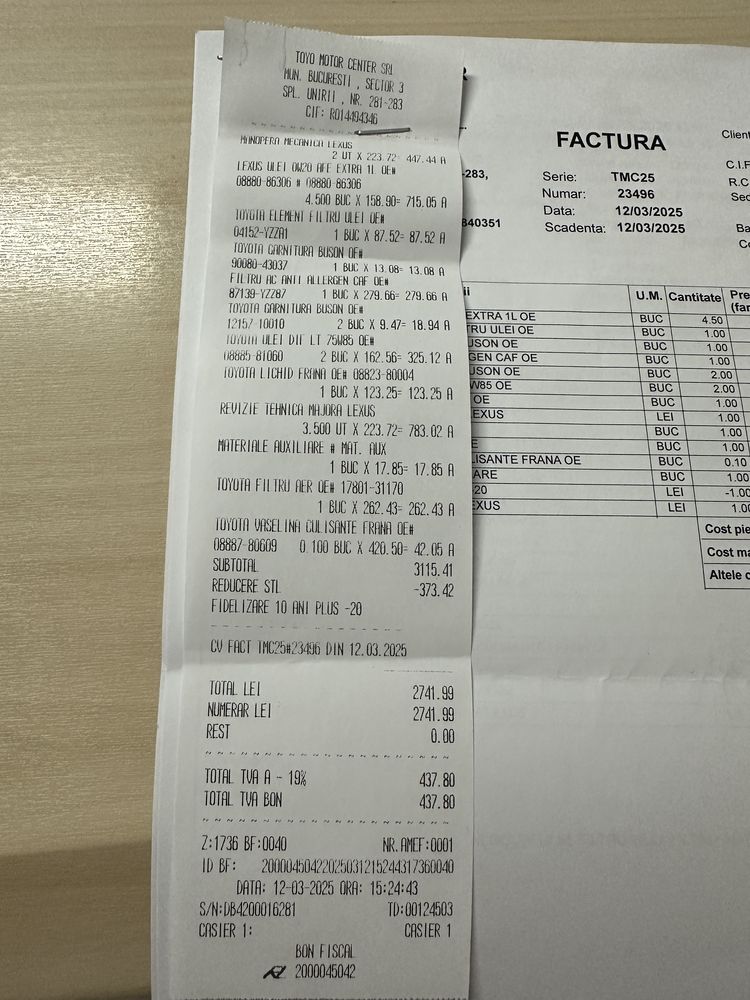 TOYO MOTOR CENTER SRL
MUN. BUCURESTI , SECTOR 3
SPL. UNIRII , NR. 281-283
CIF: RO14494346
MANOPERA MECANICA LEXUS
2 UT X 223.72= 447.44 A
LEXUS ULEI 0W20 AFE EXTRA 1L OE#
08880-86306 # 08880-86306
4.500 BUC X 158.90= 715.05 A
TOYOTA ELEMENT FILTRU ULEI OE#
04152-YZZA1 1 BUC X 87.52= 87.52 A
TOYOTA GARNITURA BUSON OE#
90080-43037 1 BUC X 13.08= 13.08 A
FILTRU AC ANTI ALLERGEN CAF OE#
87139-YZZ87 1 BUC X 279.66= 279.66 A
TOYOTA GARNITURA BUSON OE#
12157-10010 2 BUC X 9.47= 18.94 A
TOYOTA ULEI DIF LT 75W85 OE#
08885-81060 2 BUC X 162.56= 325.12 A
TOYOTA LICHID FRANA OE# 08823-80004
1 BUC X 123.25= 123.25 A
REVIZIE TEHNICA MAJORA LEXUS
3.500 UT X 223.72= 783.02 A
MATERIALE AUXILIARE # MAT. AUX
1 BUC X 17.85= 17.85 A
TOYOTA FILTRU AER OE# 17801-31170
1 BUC X 262.43= 262.43 A
TOYOTA VASELINA CULISANTE FRANA OE#
08887-80609 0.100 BUC X 420.50= 42.05 A
SUBTOTAL 3115.41
REDUCERE STL -373.42
FIDELIZARE 10 ANI PLUS -20
CV FACT TMC25#23496 DIN 12.03.2025
TOTAL LEI 2741.99
NUMERAR LEI 2741.99
REST 0.00
TOTAL TVA A - 19% 437.80
TOTAL TVA BON 437.80
Z:1736 BF:0040 NR.AMEF:0001
ID BF: 20000450422025031215244317360040
DATA: 12-03-2025 ORA: 15:24:43
S/N:DB4200016281 TD:00124503
CASIER 1: CASIER 1
BON FISCAL
2000045042
R
FACTURA
Client
-283,
Serie: TMC25
C.I.F
Numar: 23496
R.C
Data: 12/03/2025
Sec
840351
Scadenta: 12/03/2025
Ba
Co
ii U.M. Cantitate Pre
(far
EXTRA 1L OE BUC 4.50
TRU ULEI OE BUC 1.00
USON OE BUC 1.00
GEN CAF OE BUC 1.00
USON OE BUC 2.00
W85 OE BUC 2.00
OE BUC 1.00
EXUS LEI 1.00
BUC 1.00
E BUC 1.00
LISANTE FRANA OE BUC 0.10
ARE BUC 1.00
-20 LEI -1.00
EXUS LEI 1.00
Cost pie
Cost ma
Altele c